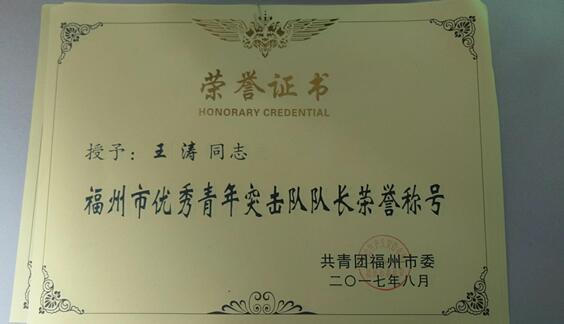 荣誉证书
HONORARY CREDENTIAL
授予：王涛同志
福州市优秀青年突击队队长荣誉称号
共青团福州市委
二〇一七年八月